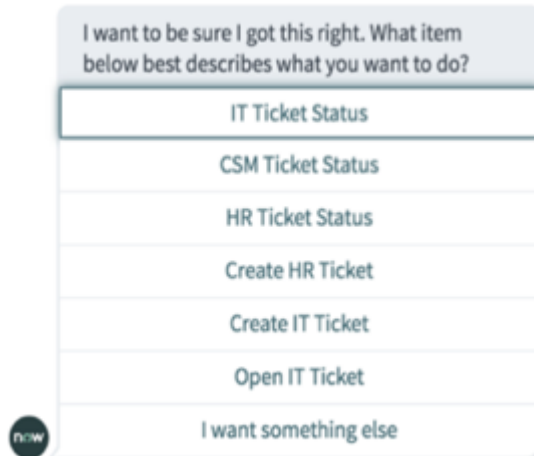 I want to be sure I got this right. What item
below best describes what you want to do?
IT Ticket Status
CSM Ticket Status
HR Ticket Status
Create HR Ticket
Create IT Ticket
Open IT Ticket
I want something else
now